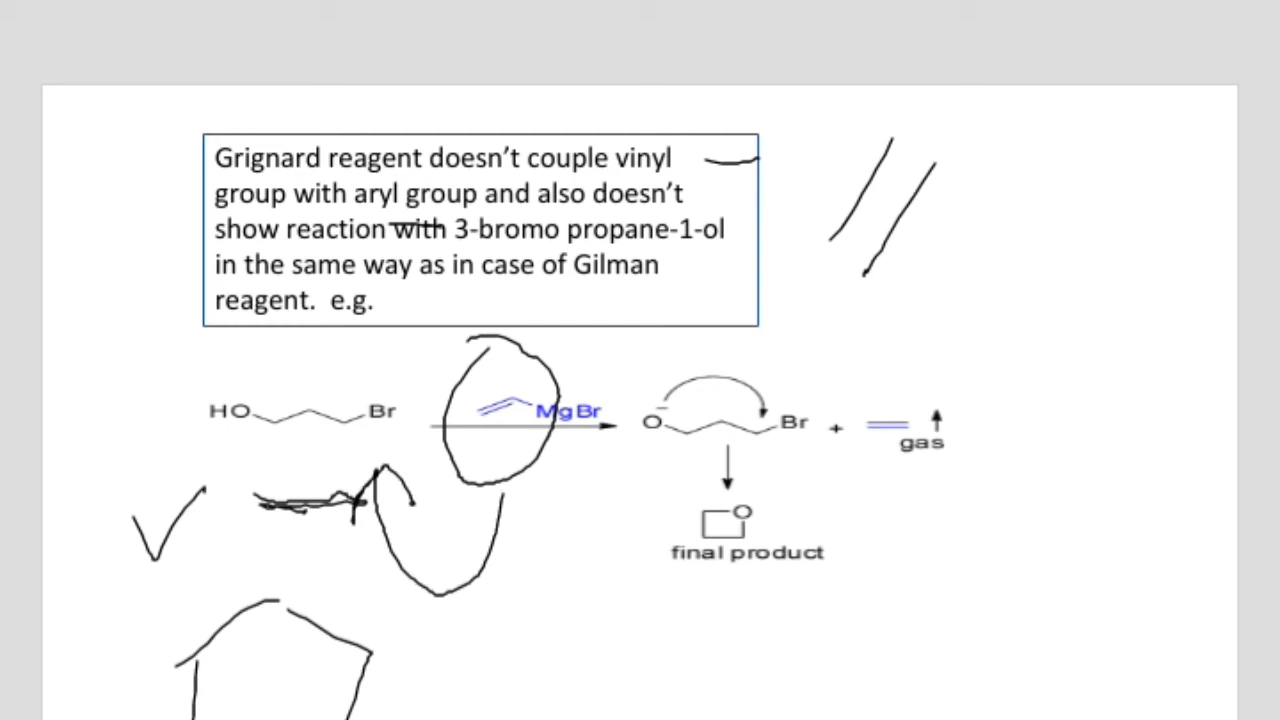 Grignard reagent doesn't couple vinyl
group with aryl group and also doesn't
show reaction with 3-bromo propane-1-ol
in the same way as in case of Gilman
reagent. e.g.
HO Br MgBr O⁻ Br + gas
O
final product